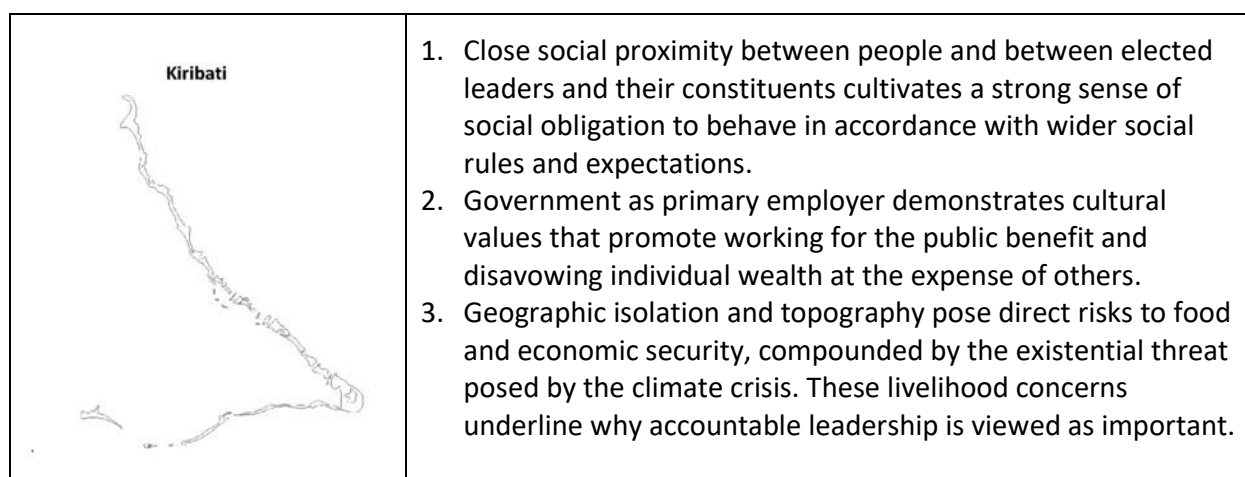 Kiribati
1. Close social proximity between people and between elected
leaders and their constituents cultivates a strong sense of
social obligation to behave in accordance with wider social
rules and expectations.
2. Government as primary employer demonstrates cultural
values that promote working for the public benefit and
disavowing individual wealth at the expense of others.
3. Geographic isolation and topography pose direct risks to food
and economic security, compounded by the existential threat
posed by the climate crisis. These livelihood concerns
underline why accountable leadership is viewed as important.